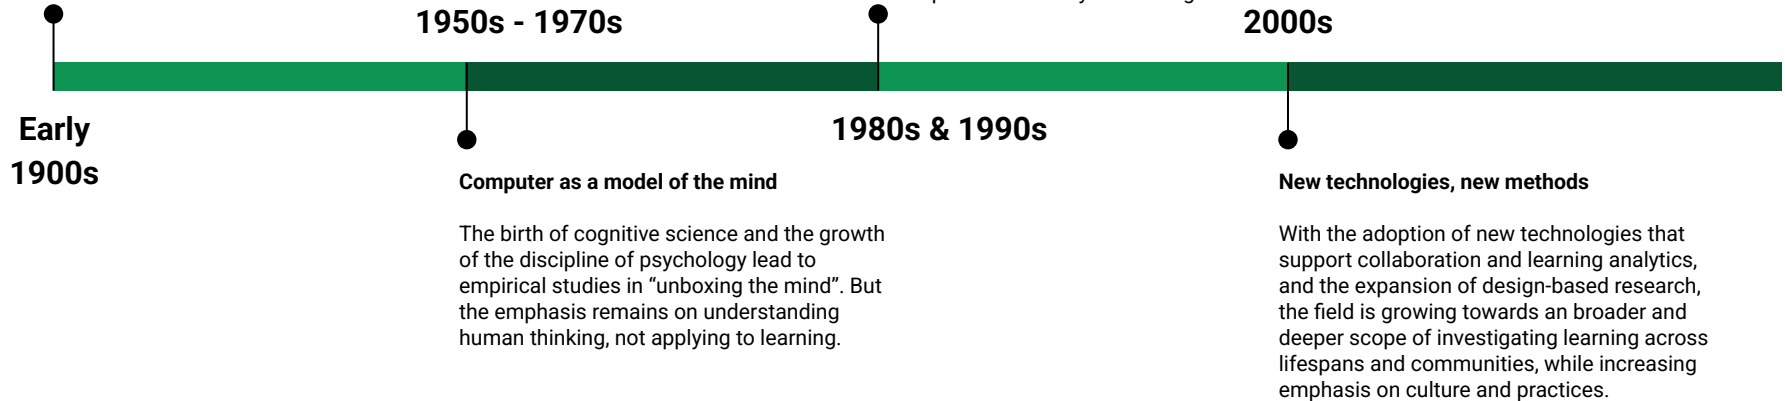 1950s - 1970s
2000s
Early
1900s
1980s & 1990s
Computer as a model of the mind
The birth of cognitive science and the growth
of the discipline of psychology lead to
empirical studies in “unboxing the mind”. But
the emphasis remains on understanding
human thinking, not applying to learning.
New technologies, new methods
With the adoption of new technologies that
support collaboration and learning analytics,
and the expansion of design-based research,
the field is growing towards an broader and
deeper scope of investigating learning across
lifespans and communities, while increasing
emphasis on culture and practices.